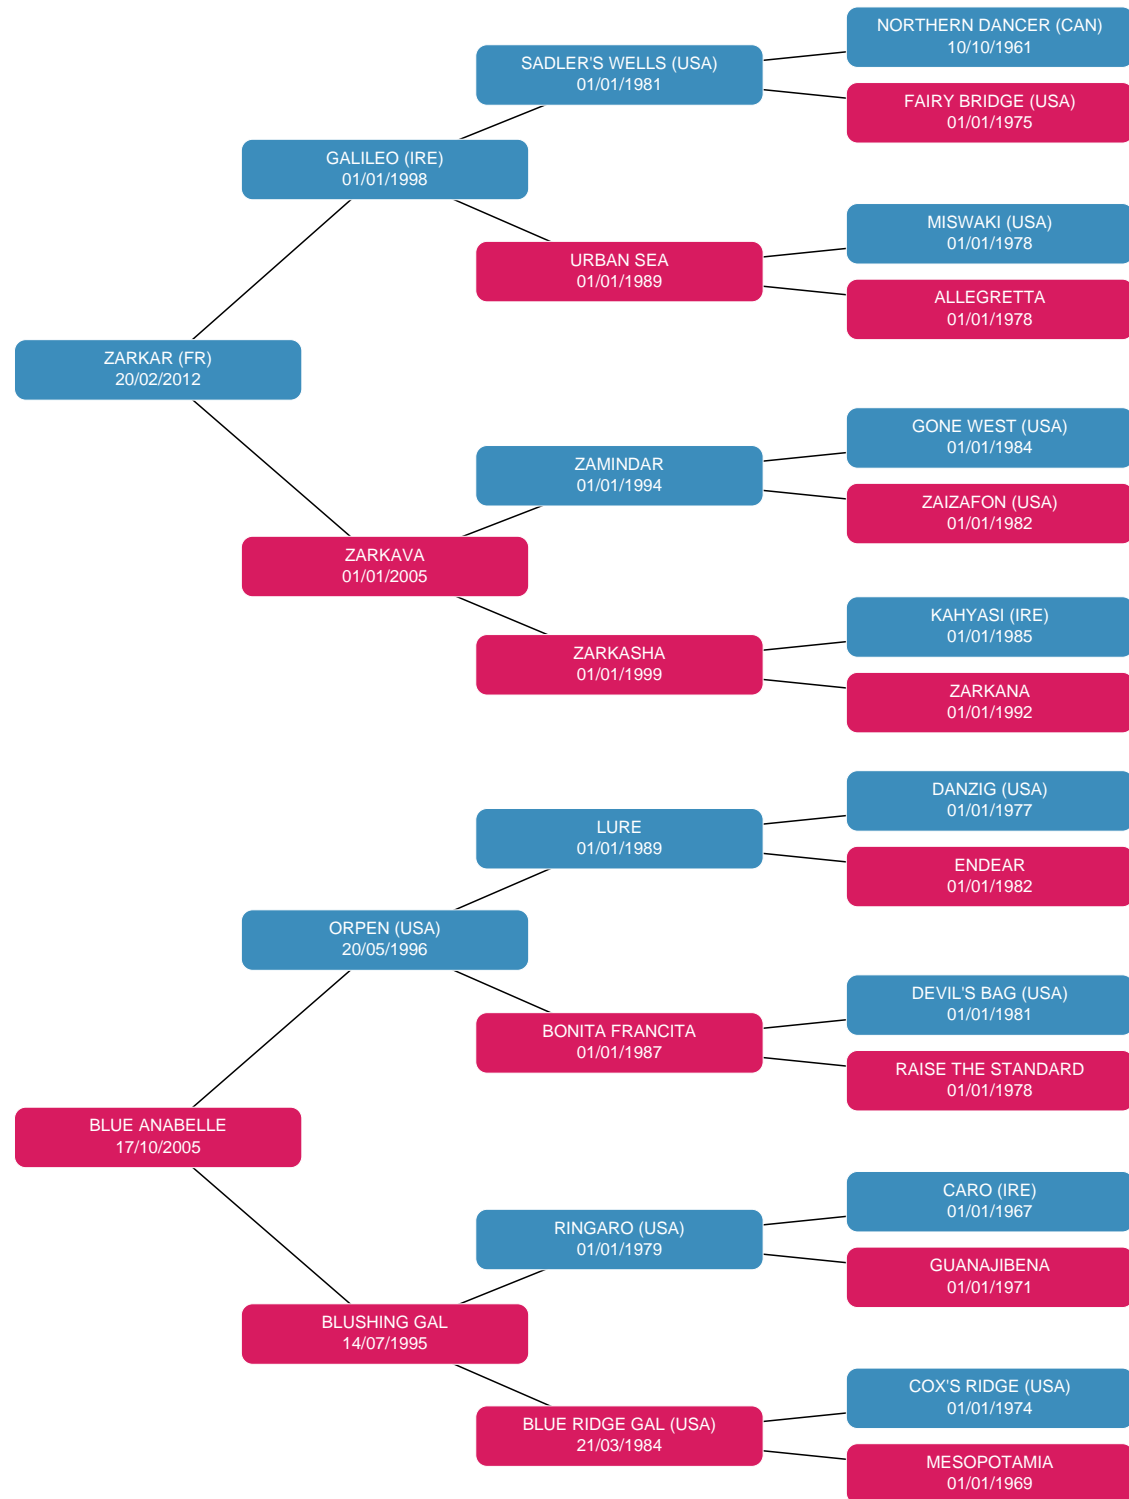 NORTHERN DANCER (CAN)
10/10/1961
SADLER'S WELLS (USA)
01/01/1981
FAIRY BRIDGE (USA)
01/01/1975
GALILEO (IRE)
01/01/1998
MISWAKI (USA)
01/01/1978
URBAN SEA
01/01/1989
ALLEGRETTA
01/01/1978
ZARKAR (FR)
20/02/2012
GONE WEST (USA)
01/01/1984
ZAMINDAR
01/01/1994
ZAIZAFON (USA)
01/01/1982
ZARKAVA
01/01/2005
KAHYASI (IRE)
01/01/1985
ZARKASHA
01/01/1999
ZARKANA
01/01/1992
DANZIG (USA)
01/01/1977
LURE
01/01/1989
ENDEAR
01/01/1982
ORPEN (USA)
20/05/1996
DEVIL'S BAG (USA)
01/01/1981
BONITA FRANCITA
01/01/1987
RAISE THE STANDARD
01/01/1978
BLUE ANABELLE
17/10/2005
CARO (IRE)
01/01/1967
RINGARO (USA)
01/01/1979
GUANAJIBENA
01/01/1971
BLUSHING GAL
14/07/1995
COX'S RIDGE (USA)
01/01/1974
BLUE RIDGE GAL (USA)
21/03/1984
MESOPOTAMIA
01/01/1969